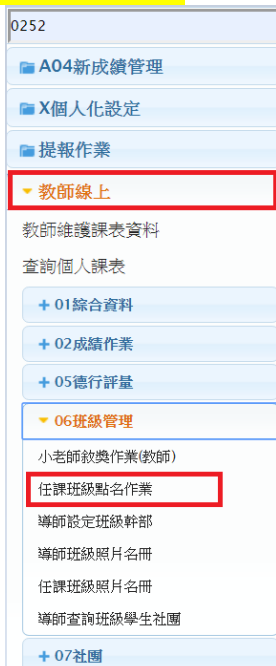 0252
A04新成績管理
X個人化設定
提報作業
教師線上
教師維護課表資料
查詢個人課表
+ 01綜合資料
+ 02成績作業
+ 05德行評量
06班級管理
小老師敘獎作業(教師)
任課班級點名作業
導師設定班級幹部
導師班級照片名冊
任課班級照片名冊
導師查詢班級學生社團
+ 07社團